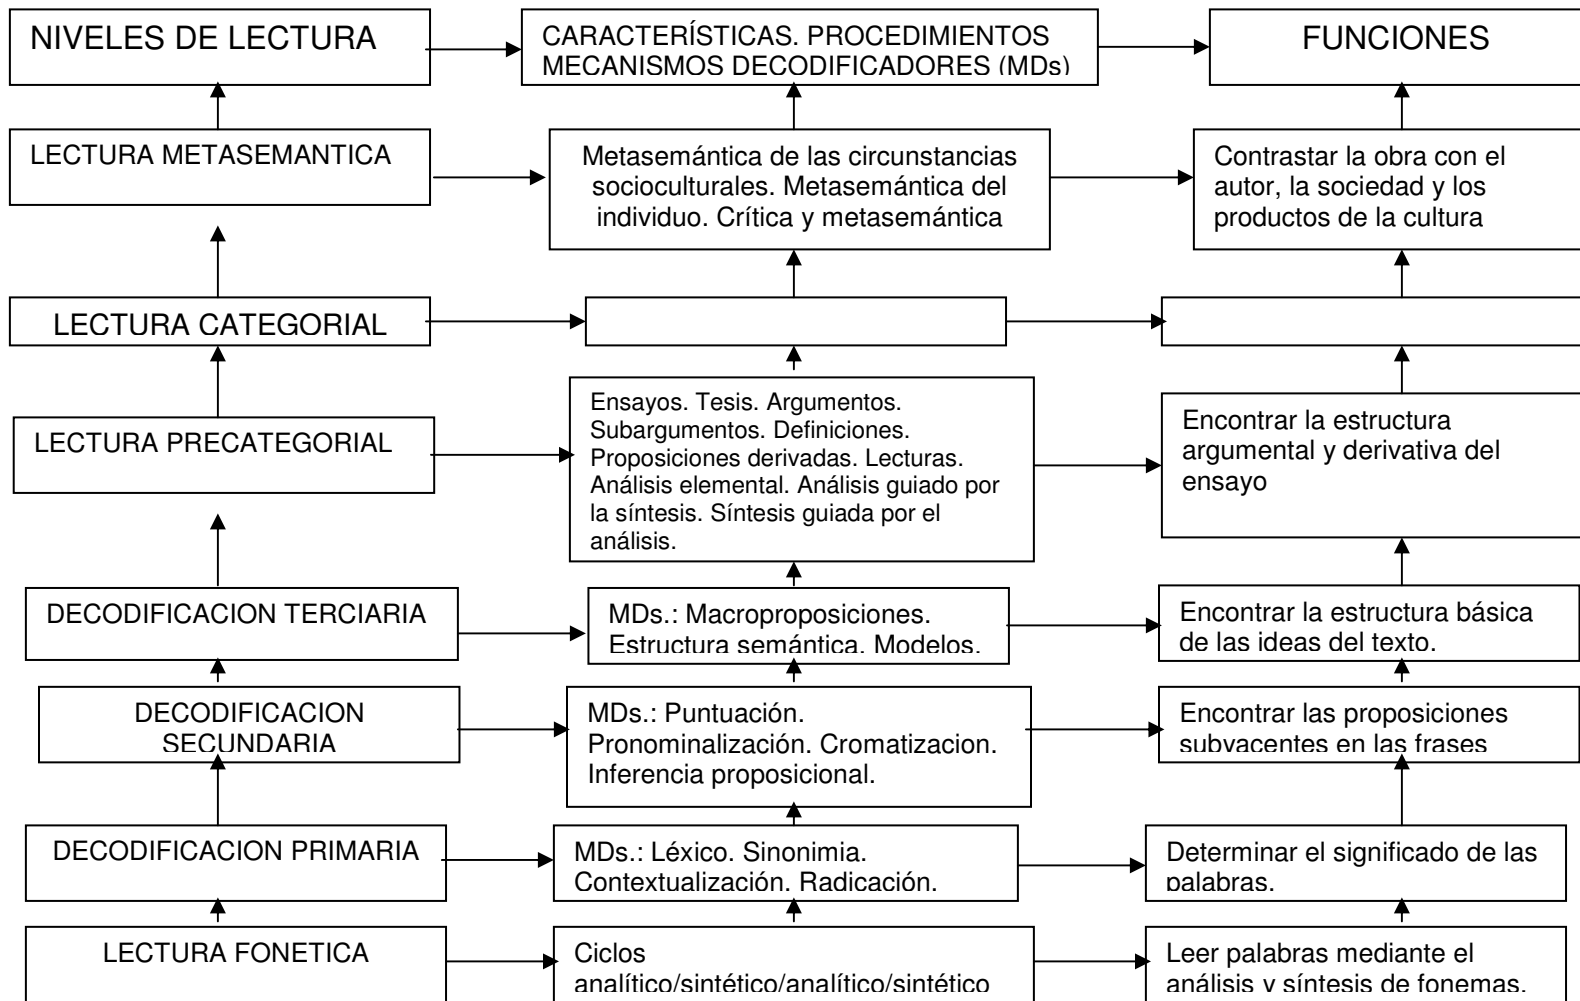 NIVELES DE LECTURA
CARACTERÍSTICAS. PROCEDIMIENTOS
MECANISMOS DECODIFICADORES (MDs)
FUNCIONES
LECTURA METASEMANTICA
Metasemántica de las circunstancias
socioculturales. Metasemántica del
individuo. Crítica y metasemántica
Contrastar la obra con el
autor, la sociedad y los
productos de la cultura
LECTURA CATEGORIAL
LECTURA PRECATEGORIAL
Ensayos. Tesis. Argumentos.
Subargumentos. Definiciones.
Proposiciones derivadas. Lecturas.
Análisis elemental. Análisis guiado por
la síntesis. Síntesis guiada por el
análisis.
Encontrar la estructura
argumental y derivativa del
ensayo
DECODIFICACION TERCIARIA
MDs.: Macroproposiciones.
Estructura semántica. Modelos.
Encontrar la estructura básica
de las ideas del texto.
DECODIFICACION
SECUNDARIA
MDs.: Puntuación.
Pronominalización. Cromatizacion.
Inferencia proposicional.
Encontrar las proposiciones
subyacentes en las frases
DECODIFICACION PRIMARIA
MDs.: Léxico. Sinonimia.
Contextualización. Radicación.
Determinar el significado de las
palabras.
LECTURA FONETICA
Ciclos
analítico/sintético/analítico/sintético
Leer palabras mediante el
análisis y síntesis de fonemas.